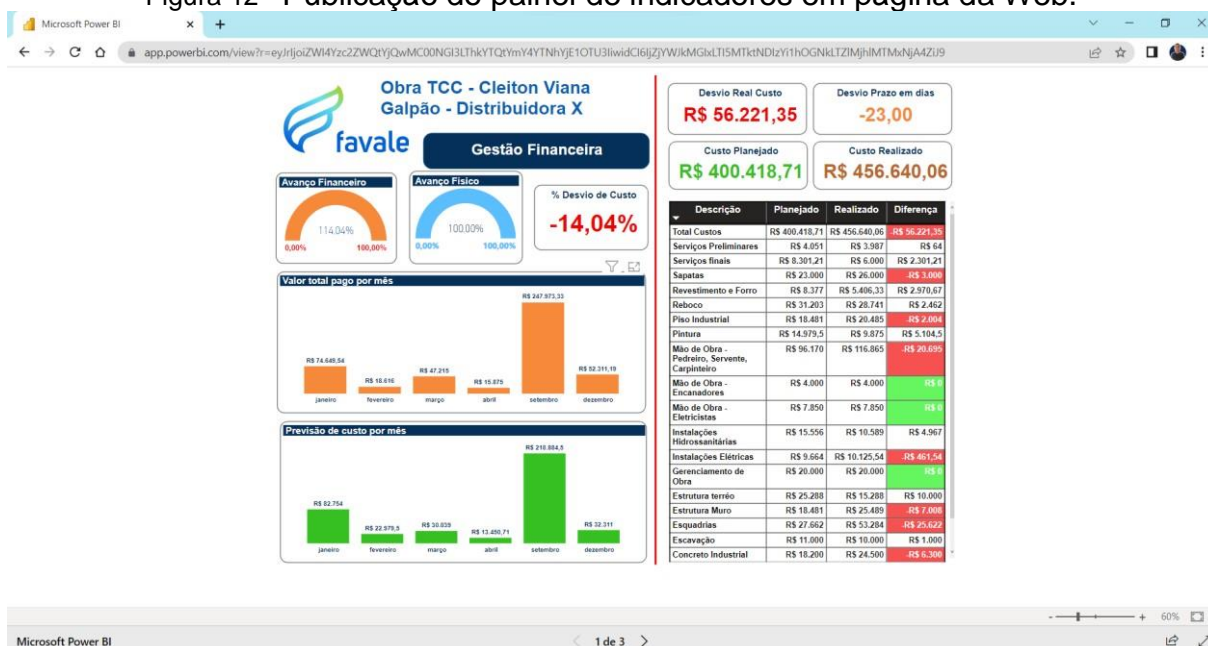 Figura 12 - Publicação do painel de indicadores em página da Web.
Microsoft Power BI
Obra TCC - Cleiton Viana
Galpão - Distribuidora X
favale
Gestão Financeira
Avanço Financeiro
114,04%
0,00% 100,00%
Avanço Físico
100,00%
0,00% 100,00%
% Desvio de Custo
-14,04%
Valor total pago por mês
R$ 74.649,54
R$ 18.616
R$ 47.215
R$ 15.875
R$ 247.973,33
R$ 52.311,19
janeiro fevereiro março abril setembro dezembro
Previsão de custo por mês
R$ 82.754
R$ 22.979,5
R$ 30.039
R$ 13.450,71
R$ 32.311
janeiro fevereiro março abril setembro dezembro
Desvio Real Custo
R$ 56.221,35
Desvio Prazo em dias
-23,00
Custo Planejado
R$ 400.418,71
Custo Realizado
R$ 456.640,06
Descrição Planejado Realizado Diferença
Total Custos R$ 400.418,71 R$ 456.640,06 -R$ 56.221,35
Serviços Preliminares R$ 4.051 R$ 3.987 R$ 64
Serviços finais R$ 8.301,21 R$ 6.000 R$ 2.301,21
Sapatas R$ 23.000 R$ 26.000 -R$ 3.000
Revestimento e Forro R$ 8.377 R$ 5.406,33 R$ 2.970,67
Reboco R$ 31.203 R$ 28.741 R$ 2.462
Piso Industrial R$ 18.481 R$ 20.485 -R$ 2.004
Pintura R$ 14.979,5 R$ 9.875 R$ 5.104,5
Mão de Obra - R$ 96.170 R$ 116.865 -R$ 20.695
Pedreiro, Servente,
Carpinteiro
Mão de Obra - R$ 4.000 R$ 4.000 R$ 0
Encanadores
Mão de Obra - R$ 7.850 R$ 7.850 R$ 0
Eletricistas
Instalações R$ 15.556 R$ 10.589 R$ 4.967
Hidrossanitárias
Instalações Elétricas R$ 9.664 R$ 10.125,54 -R$ 461,54
Gerenciamento de R$ 20.000 R$ 20.000 R$ 0
Obra
Estrutura terréo R$ 25.288 R$ 15.288 R$ 10.000
Estrutura Muro R$ 18.481 R$ 25.489 -R$ 7.008
Esquadrias R$ 27.662 R$ 53.284 -R$ 25.622
Escavação R$ 11.000 R$ 10.000 R$ 1.000
Concreto Industrial R$ 18.200 R$ 24.500 -R$ 6.300
60%
Microsoft Power BI
1 de 3